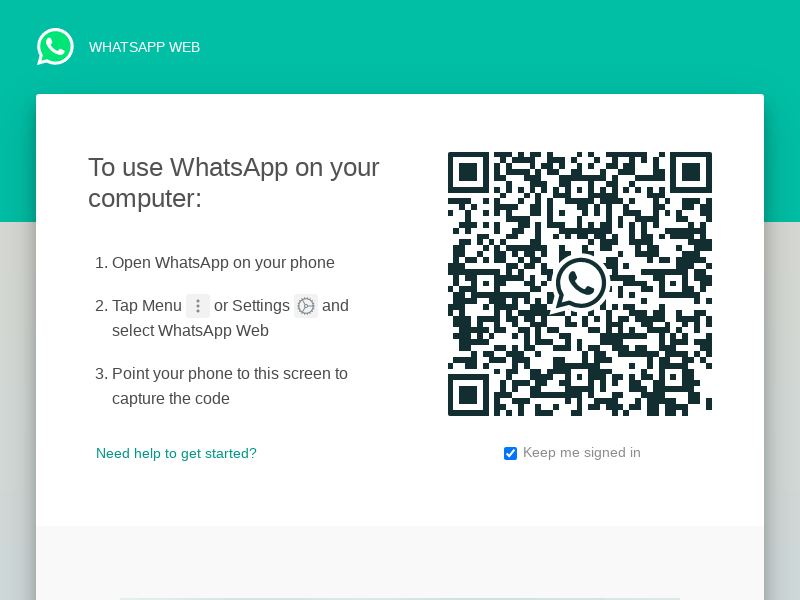 WHATSAPP WEB
To use WhatsApp on your
computer:
1. Open WhatsApp on your phone
2. Tap Menu or Settings and
select WhatsApp Web
3. Point your phone to this screen to
capture the code
Need help to get started?
Keep me signed in